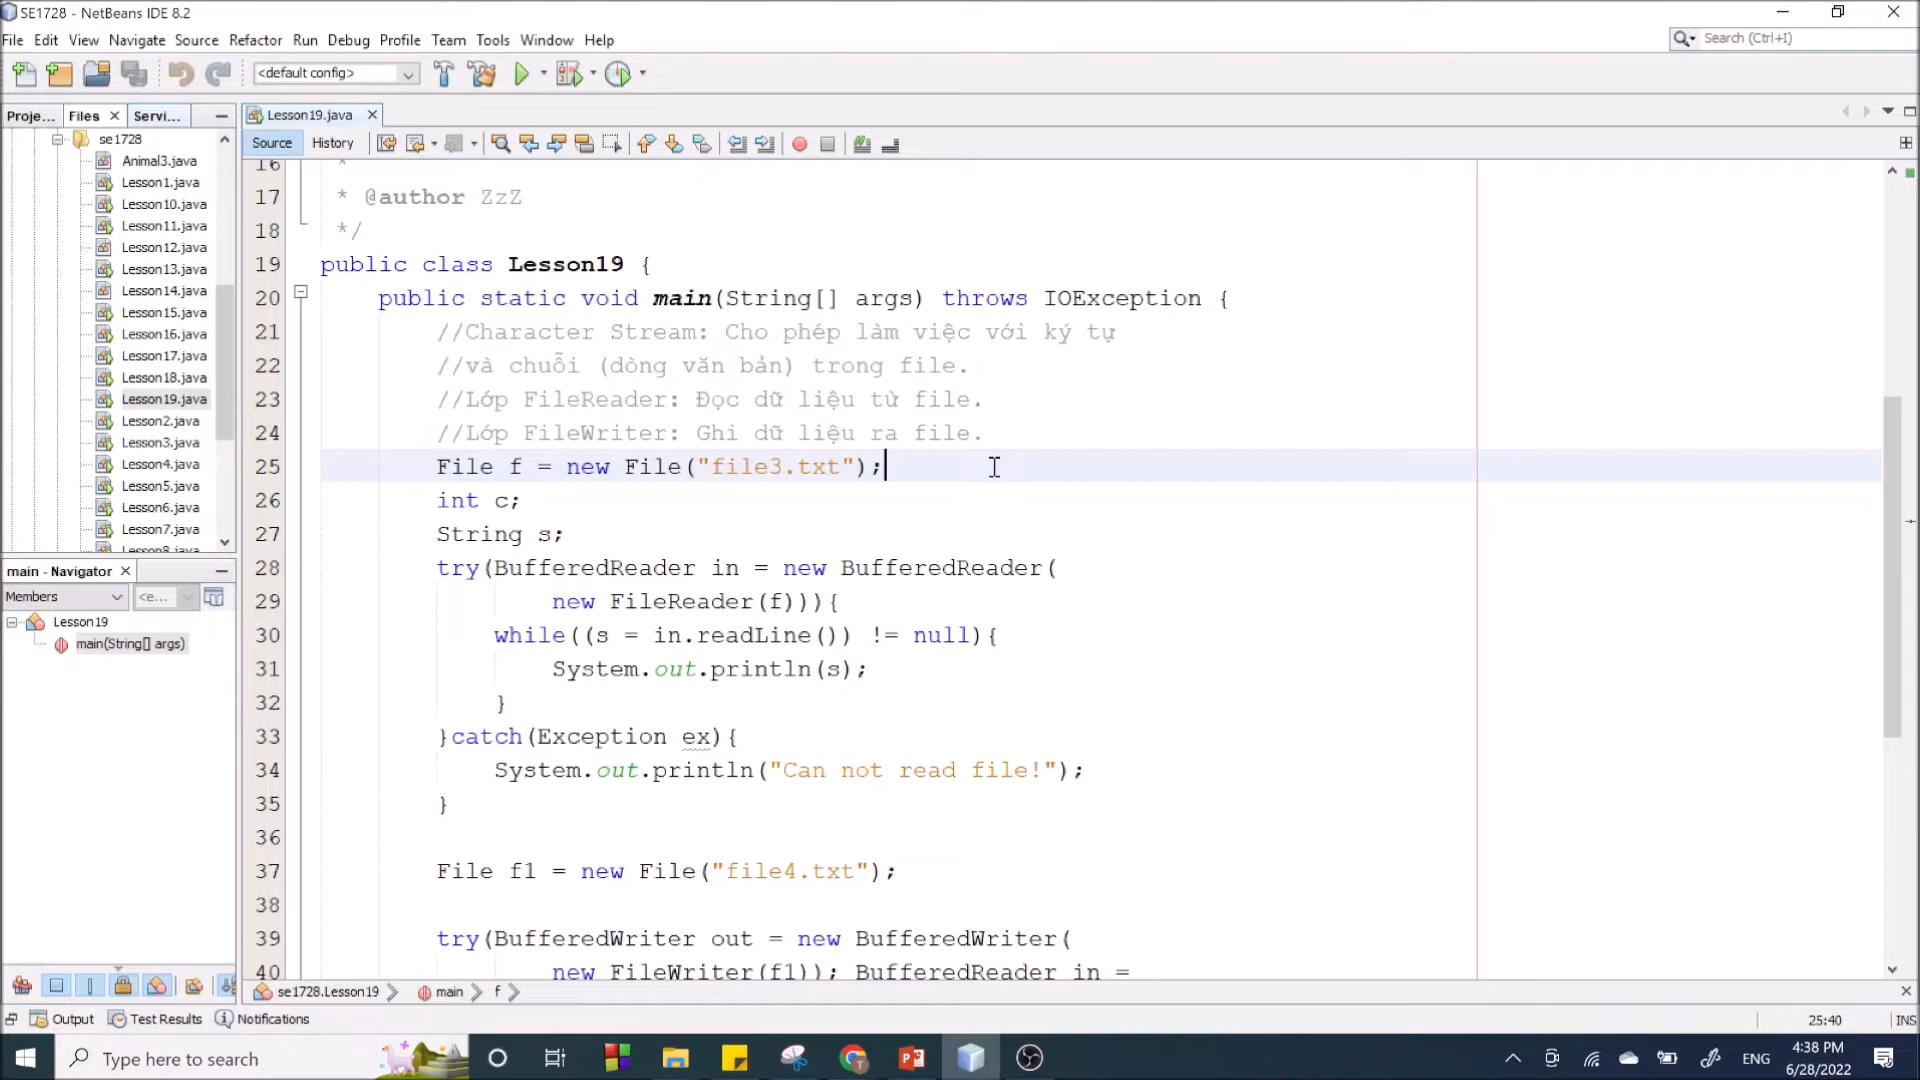 SE1728 - NetBeans IDE 8.2
File Edit View Navigate Source Refactor Run Debug Profile Team Tools Window Help
Search (Ctrl+I)
<default config>
Proje... Files Servi...
Lesson19.java
Source History
se1728
Animal3.java
Lesson1.java
Lesson10.java
Lesson11.java
Lesson12.java
Lesson13.java
Lesson14.java
Lesson15.java
Lesson16.java
Lesson17.java
Lesson18.java
Lesson19.java
Lesson2.java
Lesson3.java
Lesson4.java
Lesson5.java
Lesson6.java
Lesson7.java
Lesson8.java
main - Navigator
Members <e...
Lesson19
main(String[] args)
16 *
17 * @author ZzZ
18 */
19 public class Lesson19 {
20 public static void main(String[] args) throws IOException {
21 //Character Stream: Cho phép làm việc với ký tự
22 //và chuỗi (dòng văn bản) trong file.
23 //Lớp FileReader: Đọc dữ liệu từ file.
24 //Lớp FileWriter: Ghi dữ liệu ra file.
25 File f = new File("file3.txt");
26 int c;
27 String s;
28 try(BufferedReader in = new BufferedReader(
29 new FileReader(f))){
30 while((s = in.readLine()) != null){
31 System.out.println(s);
32 }
33 }catch(Exception ex){
34 System.out.println("Can not read file!");
35 }
36
37 File f1 = new File("file4.txt");
38
39 try(BufferedWriter out = new BufferedWriter(
40 new FileWriter(f1)); BufferedReader in =
se1728.Lesson19 main f
Output Test Results Notifications
25:40 INS
Type here to search
ENG
4:38 PM
6/28/2022